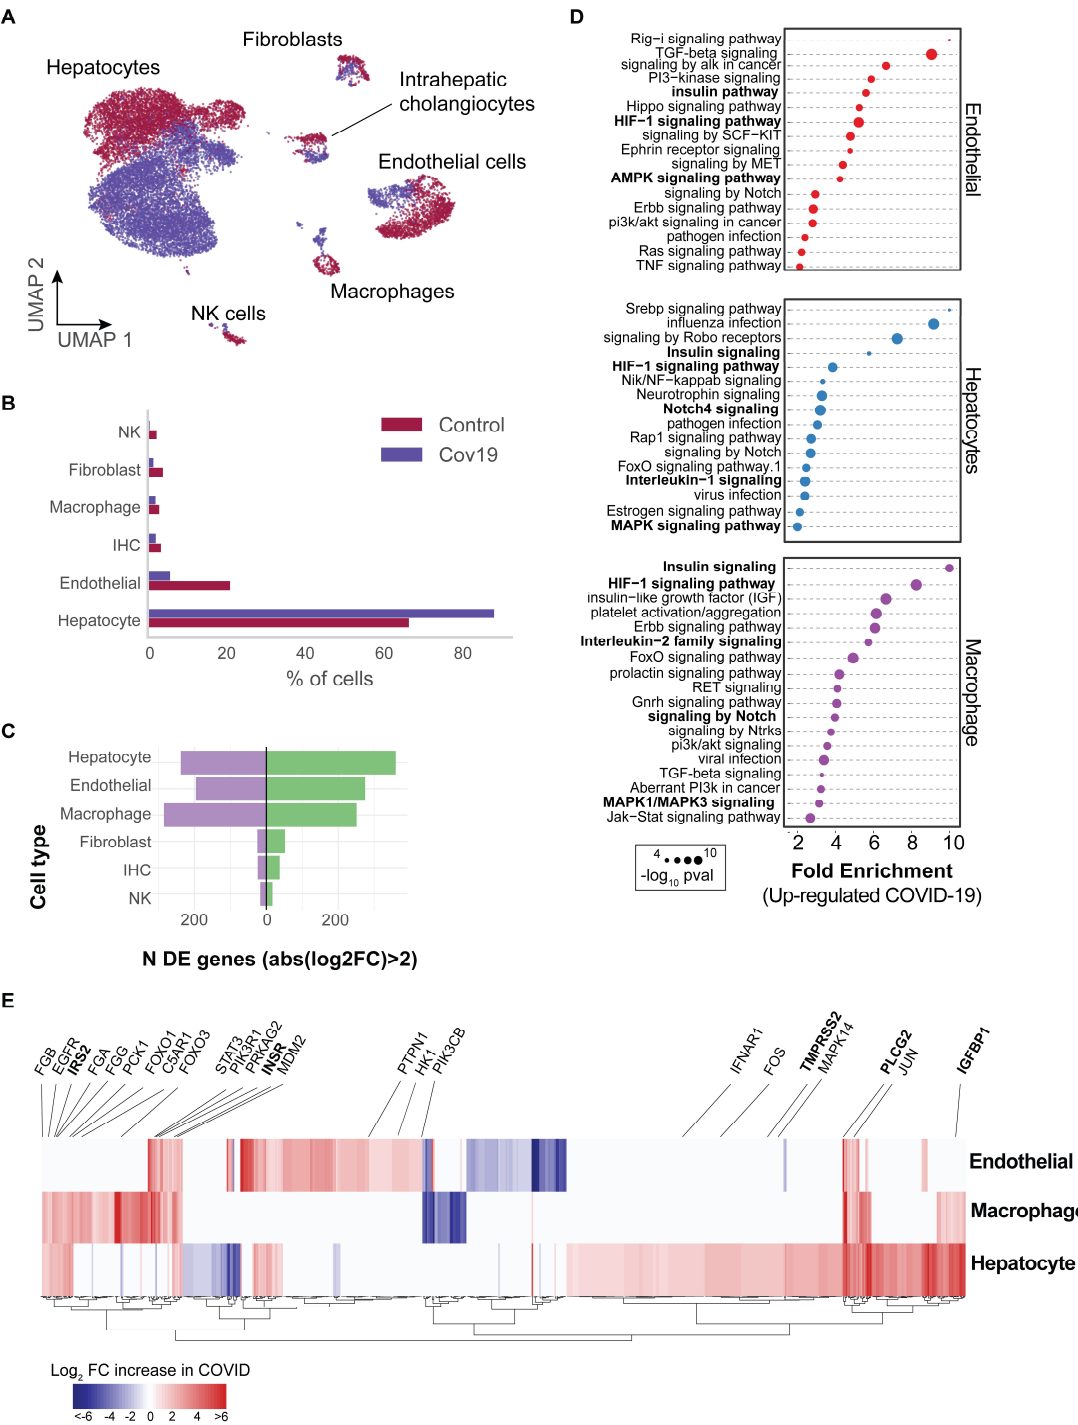 A
Fibroblasts
Hepatocytes
Intrahepatic
cholangiocytes
Endothelial cells
Macrophages
NK cells
UMAP 2
UMAP 1
B
NK
Fibroblast
Macrophage
IHC
Endothelial
Hepatocyte
Control
Cov19
0 20 40 60 80
% of cells
C
Cell type
Hepatocyte
Endothelial
Macrophage
Fibroblast
IHC
NK
200 0 200
N DE genes (abs(log2FC)>2)
D
Rig−i signaling pathway
TGF-beta signaling
signaling by alk in cancer
PI3−kinase signaling
insulin pathway
Hippo signaling pathway
HIF−1 signaling pathway
signaling by SCF−KIT
Ephrin receptor signaling
signaling by MET
AMPK signaling pathway
signaling by Notch
Erbb signaling pathway
pi3k/akt signaling in cancer
pathogen infection
Ras signaling pathway
TNF signaling pathway
Endothelial
Srebp signaling pathway
influenza infection
signaling by Robo receptors
Insulin signaling
HIF−1 signaling pathway
Nik/NF−kappab signaling
Neurotrophin signaling
Notch4 signaling
pathogen infection
Rap1 signaling pathway
signaling by Notch
FoxO signaling pathway.1
Interleukin−1 signaling
virus infection
Estrogen signaling pathway
MAPK signaling pathway
Hepatocytes
Insulin signaling
HIF−1 signaling pathway
insulin−like growth factor (IGF)
platelet activation/aggregation
Erbb signaling pathway
Interleukin−2 family signaling
FoxO signaling pathway
prolactin signaling pathway
RET signaling
Gnrh signaling pathway
signaling by Notch
signaling by Ntrks
pi3k/akt signaling
viral infection
TGF-beta signaling
Aberrant PI3k in cancer
MAPK1/MAPK3 signaling
Jak−Stat signaling pathway
Macrophage
2 4 6 8 10
4 10
-log10 pval
Fold Enrichment
(Up-regulated COVID-19)
E
FGB
EGFR
IRS2
FGA
FGG
PCK1
FOXO1
C5AR1
FOXO3
STAT3
PIK3R1
PRKAG2
INSR
MDM2
PTPN1
HK1
PIK3CB
IFNAR1
FOS
TMPRSS2
MAPK14
PLCG2
JUN
IGFBP1
Endothelial
Macrophage
Hepatocyte
Log2 FC increase in COVID
<-6 -4 -2 0 2 4 >6